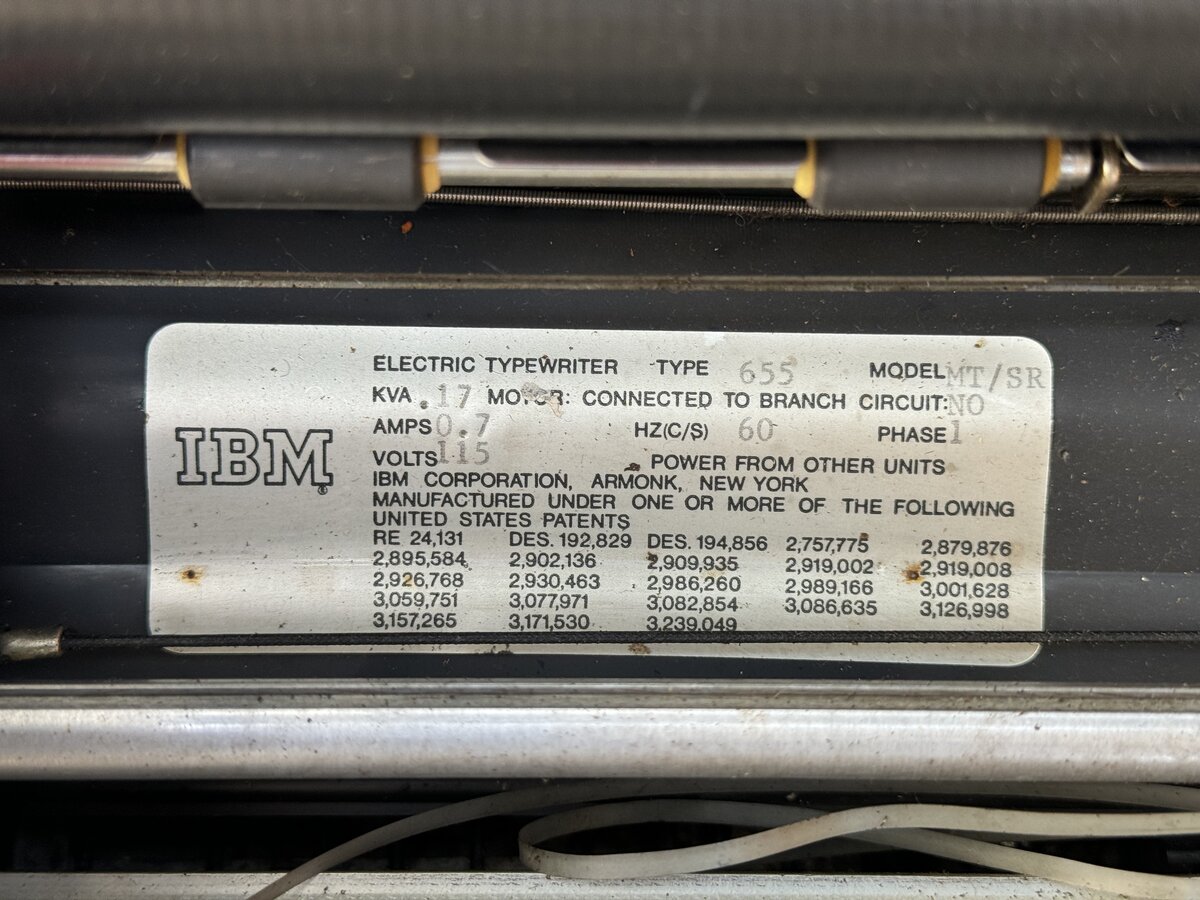 ELECTRIC TYPEWRITER TYPE 655 MODEL MT/SR
KVA .17 MOTOR: CONNECTED TO BRANCH CIRCUIT: NO
AMPS 0.7 HZ(C/S) 60 PHASE 1
VOLTS 115 POWER FROM OTHER UNITS
IBM®
IBM CORPORATION, ARMONK, NEW YORK
MANUFACTURED UNDER ONE OR MORE OF THE FOLLOWING
UNITED STATES PATENTS
RE 24,131 DES. 192,829 DES. 194,856 2,757,775 2,879,876
2,895,584 2,902,136 2,909,935 2,919,002 2,919,008
2,926,768 2,930,463 2,986,260 2,989,166 3,001,628
3,059,751 3,077,971 3,082,854 3,086,635 3,126,998
3,157,265 3,171,530 3,239,049